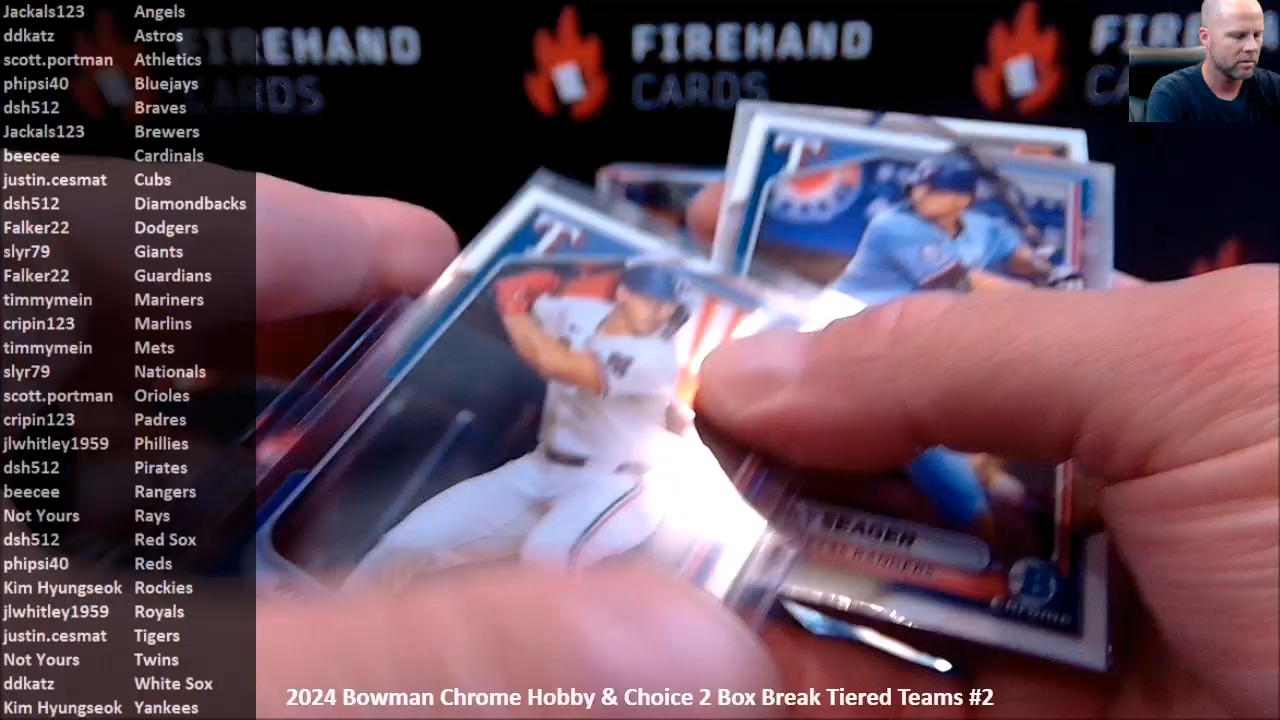 Jackals123 Angels
ddkatz Astros
scott.portman Athletics
phipsi40 Bluejays
dsh512 Braves
Jackals123 Brewers
beecee Cardinals
justin.cesmat Cubs
dsh512 Diamondbacks
Falker22 Dodgers
slyr79 Giants
Falker22 Guardians
timmymein Mariners
cripin123 Marlins
timmymein Mets
slyr79 Nationals
scott.portman Orioles
cripin123 Padres
jlwhitley1959 Phillies
dsh512 Pirates
beecee Rangers
Not Yours Rays
dsh512 Red Sox
phipsi40 Reds
Kim Hyungseok Rockies
jlwhitley1959 Royals
justin.cesmat Tigers
Not Yours Twins
ddkatz White Sox
Kim Hyungseok Yankees
FIREHAND
CARDS
T
T
SEAGER
RANGERS
B
CHROME
2024 Bowman Chrome Hobby & Choice 2 Box Break Tiered Teams #2